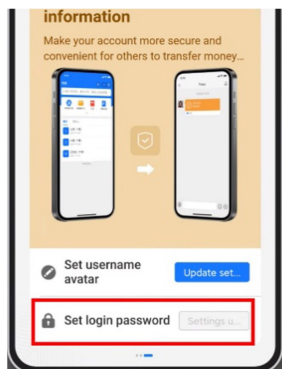 information
Make your account more secure and
convenient for others to transfer money...
Set username
avatar
Update set...
Set login password
Settings u...